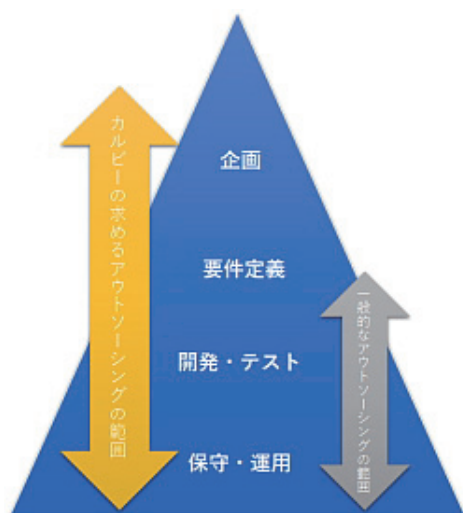 企画
要件定義
開発・テスト
保守・運用
カルビーの求めるアウトソーシングの範囲
一般的なアウトソーシングの範囲